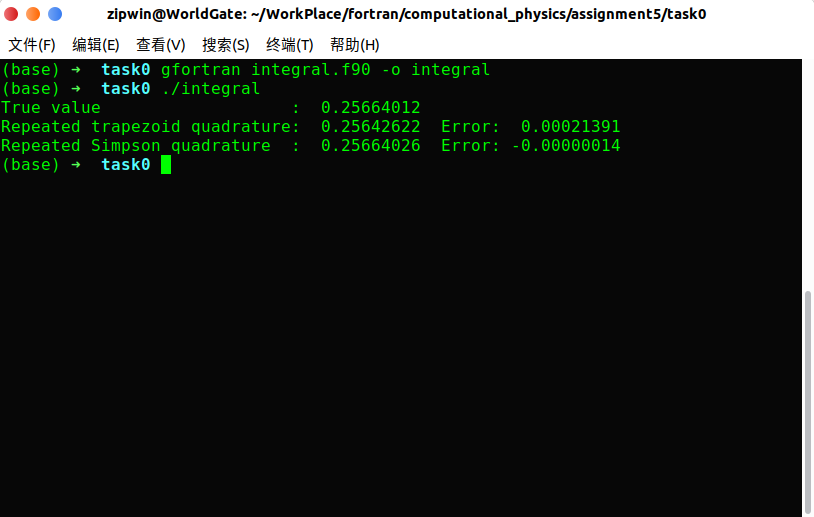 zipwin@WorldGate: ~/WorkPlace/fortran/computational_physics/assignment5/task0
文件(F) 编辑(E) 查看(V) 搜索(S) 终端(T) 帮助(H)
(base) ➜  task0 gfortran integral.f90 -o integral
(base) ➜  task0 ./integral
True value                   :  0.25664012
Repeated trapezoid quadrature:  0.25642622  Error:  0.00021391
Repeated Simpson quadrature  :  0.25664026  Error: -0.00000014
(base) ➜  task0